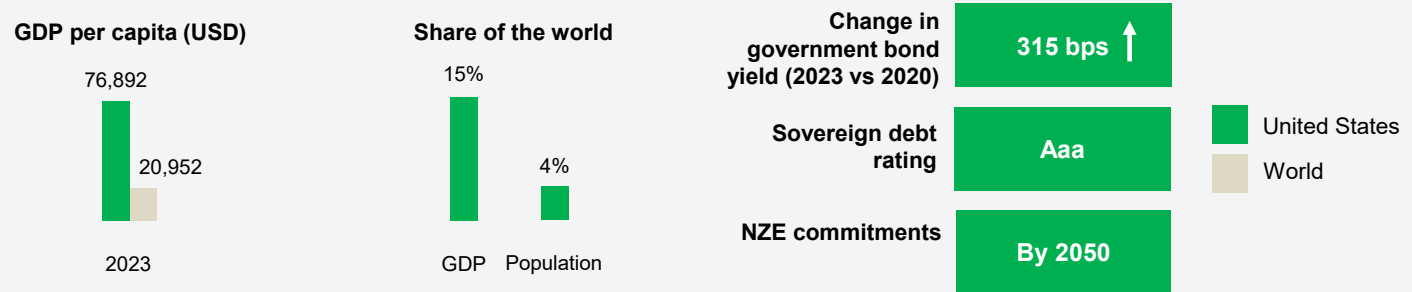 GDP per capita (USD)
76,892
20,952
2023
Share of the world
15%
4%
GDP
Population
Change in
government bond
yield (2023 vs 2020)
315 bps
Sovereign debt
rating
Aaa
NZE commitments
By 2050
United States
World